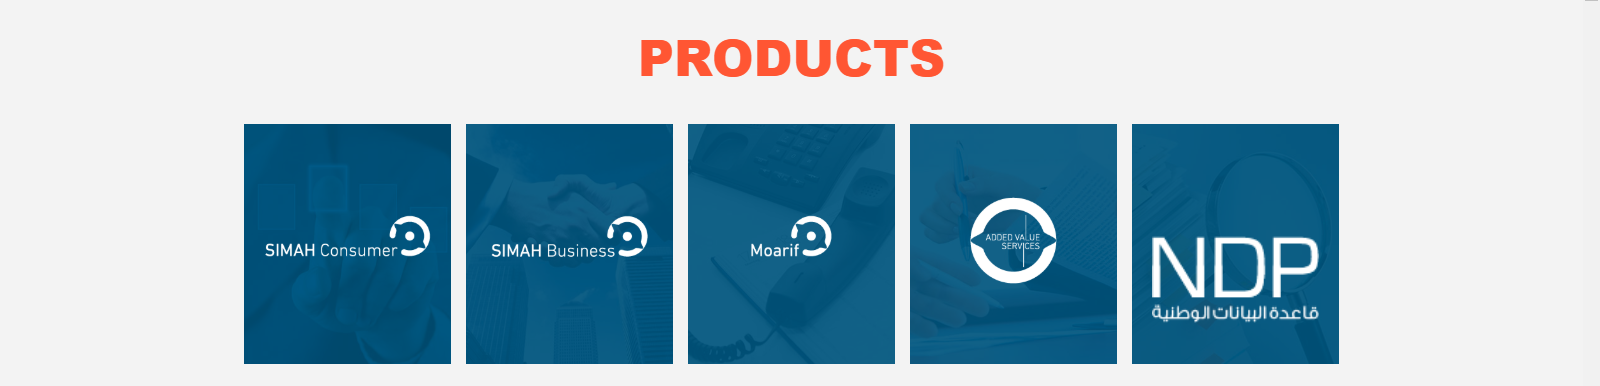 PRODUCTS
SIMAH Consumer
SIMAH Business
Moarif
ADDED VALUE
SERVICES
NDP
قاعدة البيانات الوطنية